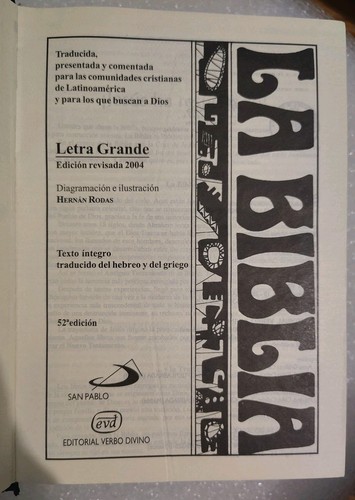 Traducida,
presentada y comentada
para las comunidades cristianas
de Latinoamérica
y para los que buscan a Dios
Letra Grande
Edición revisada 2004
Diagramación e ilustración
HERNÁN RODAS
Texto íntegro
traducido del hebreo y del griego
52ª edición
SAN PABLO
evd
EDITORIAL VERBO DIVINO
LA BIBLIA